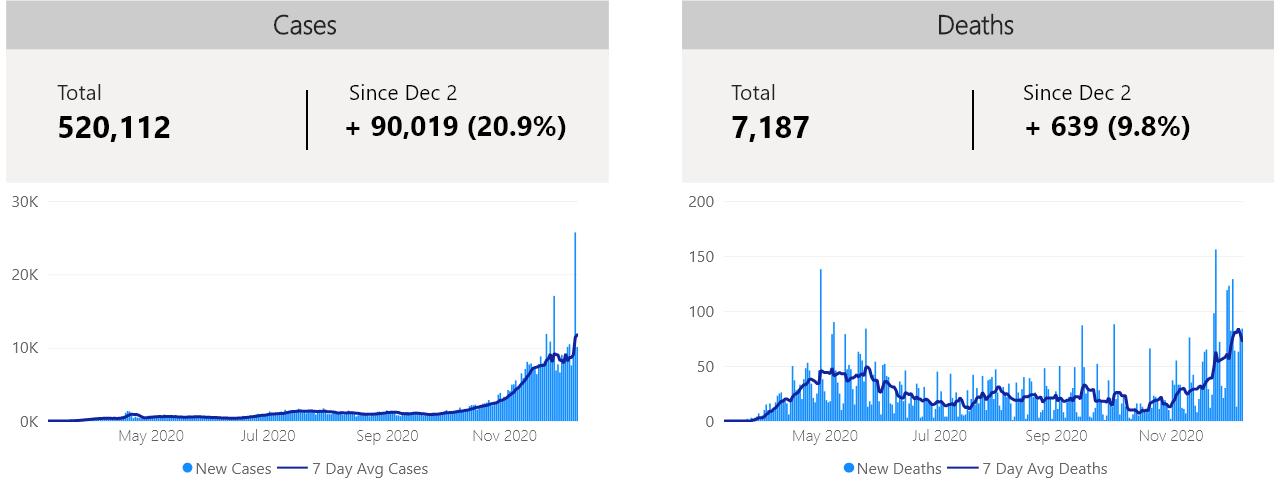 Cases
Total
Since Dec 2
520,112
+ 90,019 (20.9%)
30K
20K
10K
0K
May 2020
Jul 2020
Sep 2020
Nov 2020
New Cases
7 Day Avg Cases
Deaths
Total
Since Dec 2
7,187
+ 639 (9.8%)
200
150
100
50
0
May 2020
Jul 2020
Sep 2020
Nov 2020
New Deaths
7 Day Avg Deaths